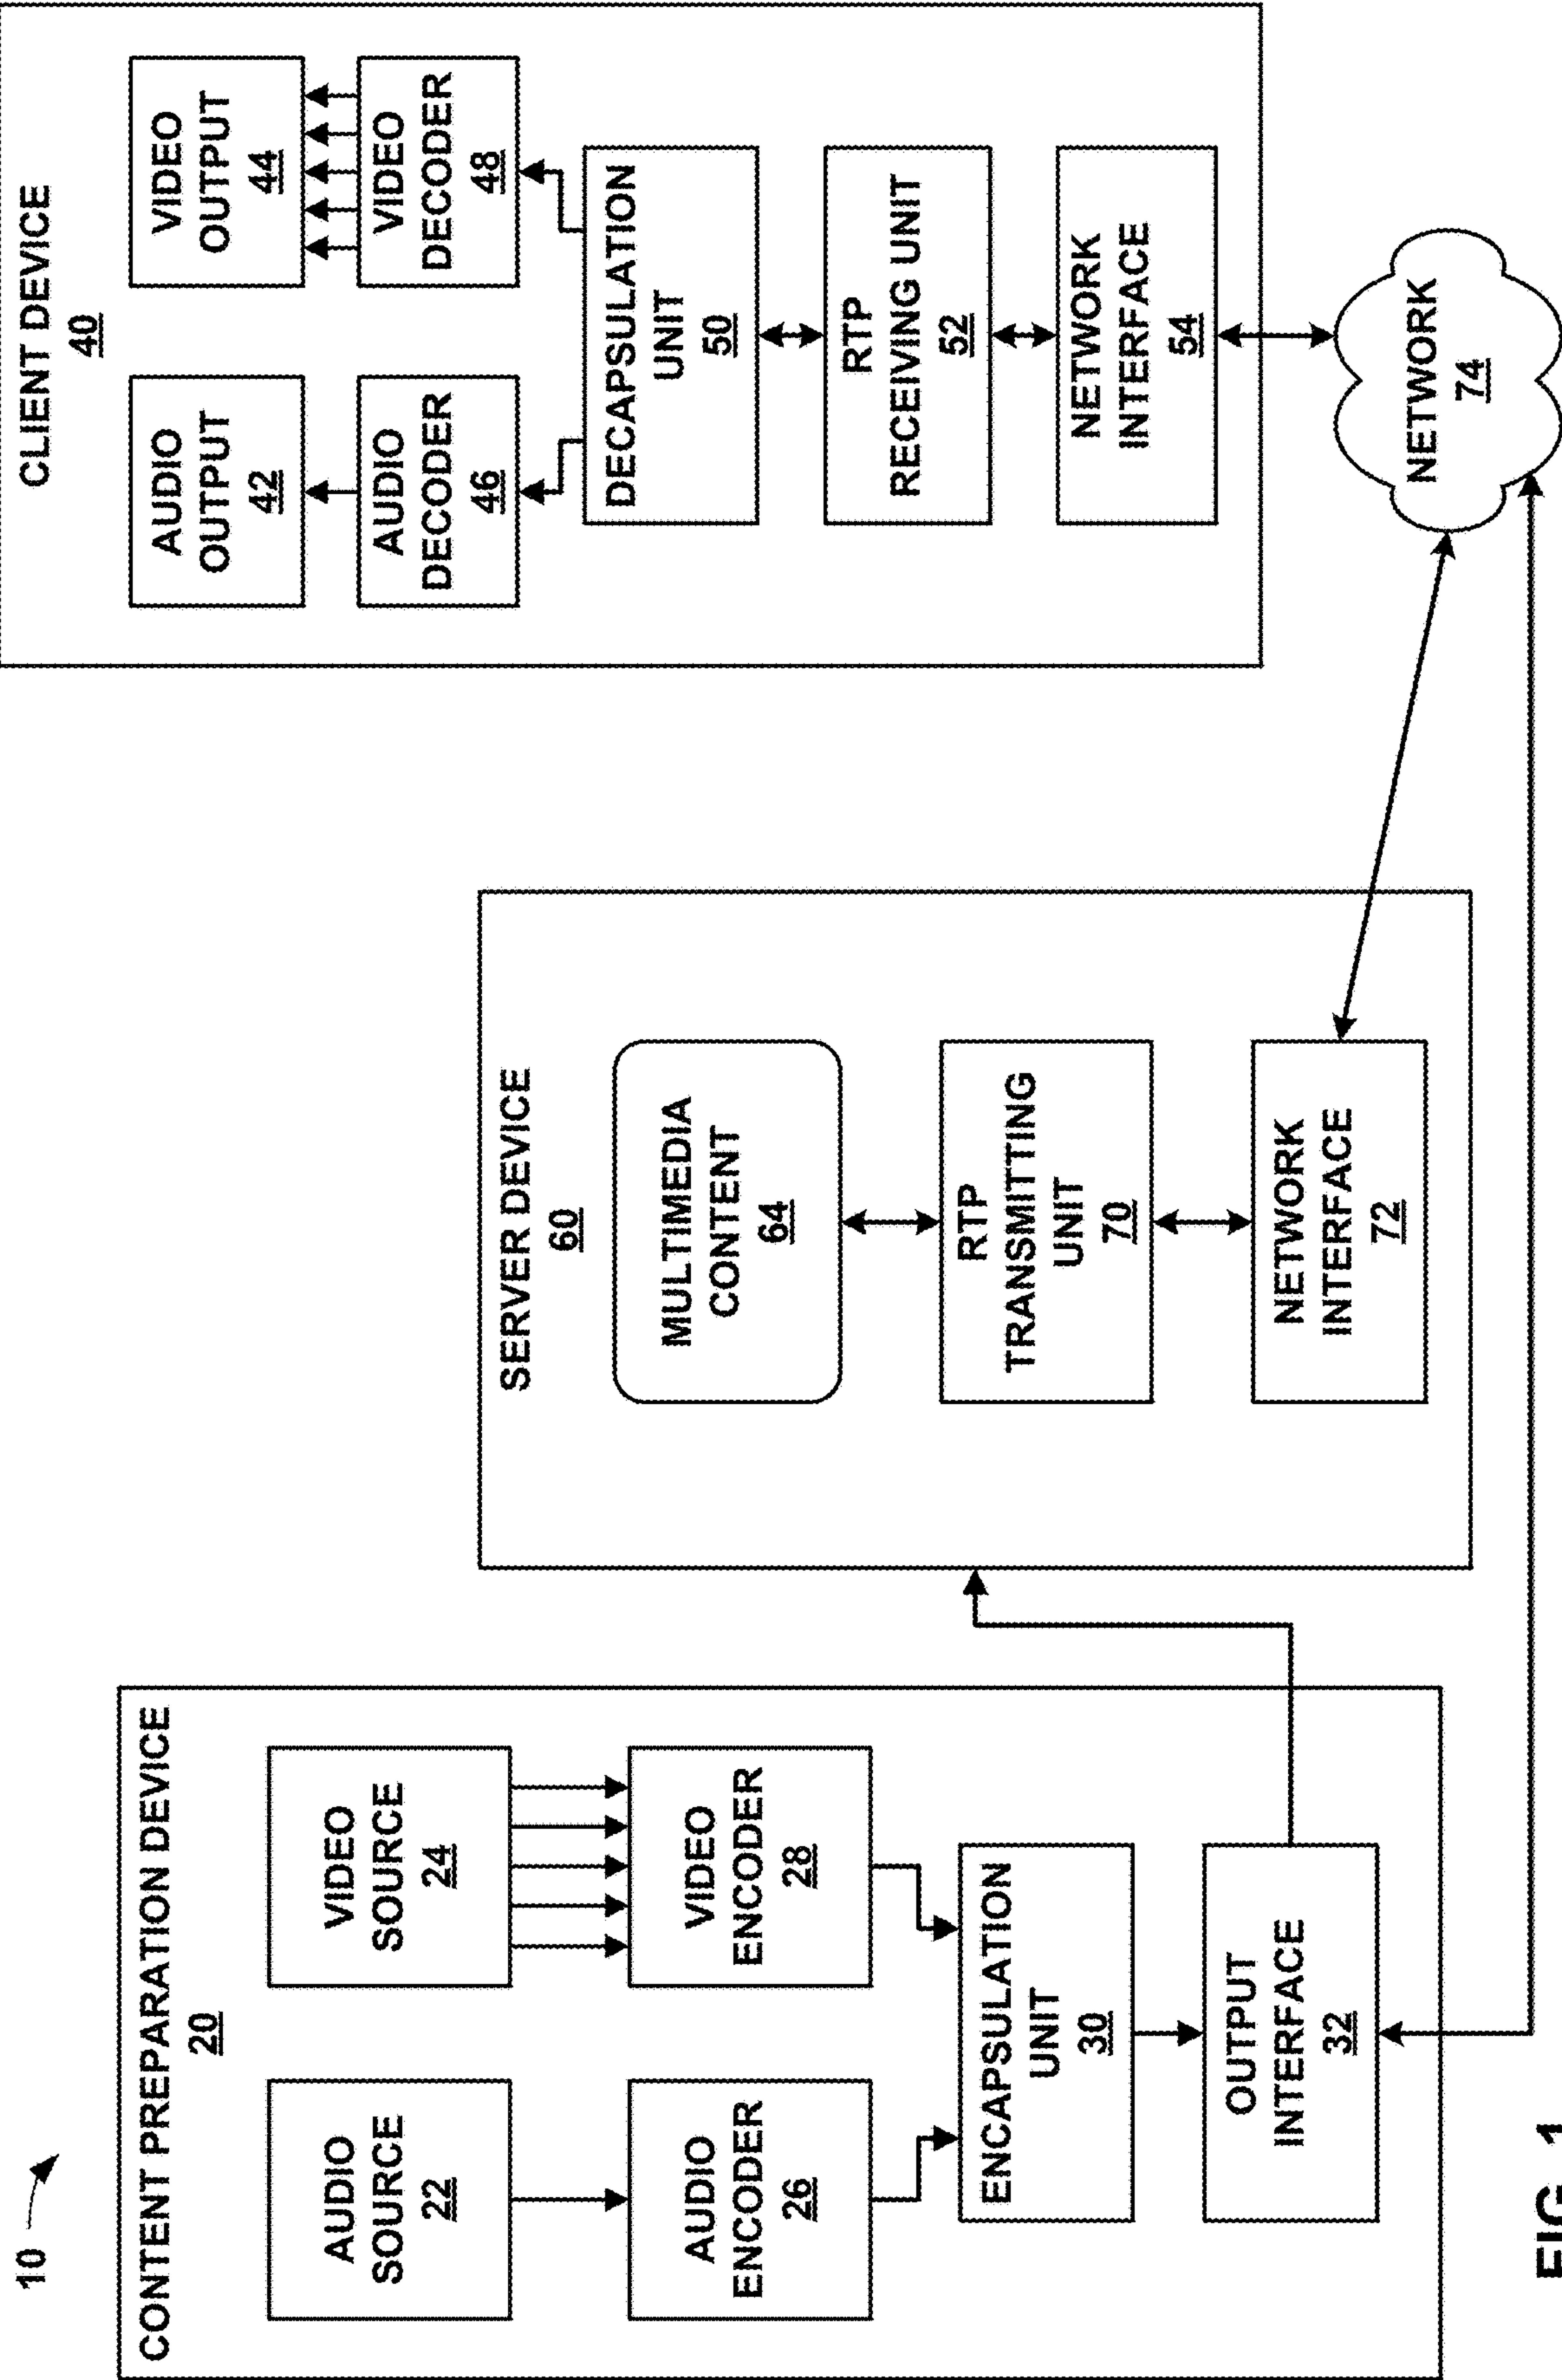 10
CONTENT PREPARATION DEVICE
20
AUDIO
SOURCE
22
VIDEO
SOURCE
24
AUDIO
ENCODER
26
VIDEO
ENCODER
28
ENCAPSULATION
UNIT
30
OUTPUT
INTERFACE
32
SERVER DEVICE
60
MULTIMEDIA
CONTENT
64
RTP
TRANSMITTING
UNIT
70
NETWORK
INTERFACE
72
CLIENT DEVICE
40
AUDIO
OUTPUT
42
VIDEO
OUTPUT
44
AUDIO
DECODER
46
VIDEO
DECODER
48
DECAPSULATION
UNIT
50
RTP
RECEIVING UNIT
52
NETWORK
INTERFACE
54
NETWORK
74
FIG. 1